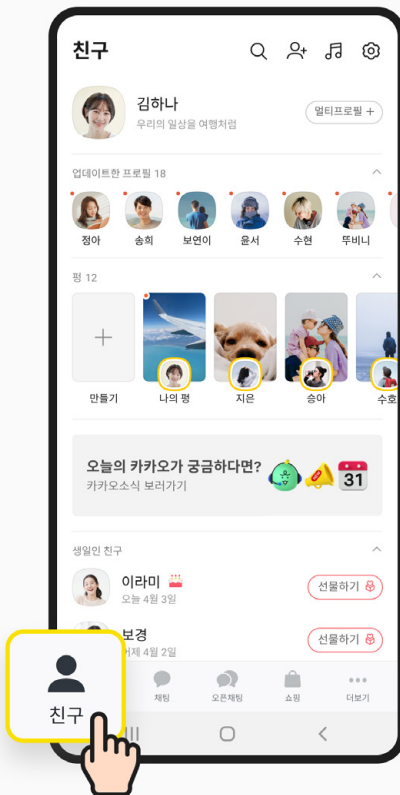 친구
김하나
우리의 일상을 여행처럼
멀티프로필 +
업데이트한 프로필 18
정아 송희 보연이 윤서 수현 뚜비니
펑 12
만들기 나의 펑 지은 승아 수호
오늘의 카카오가 궁금하다면?
카카오소식 보러가기
31
생일인 친구
이라미
오늘 4월 3일
선물하기
보경
어제 4월 2일
선물하기
친구 채팅 오픈채팅 쇼핑 더보기